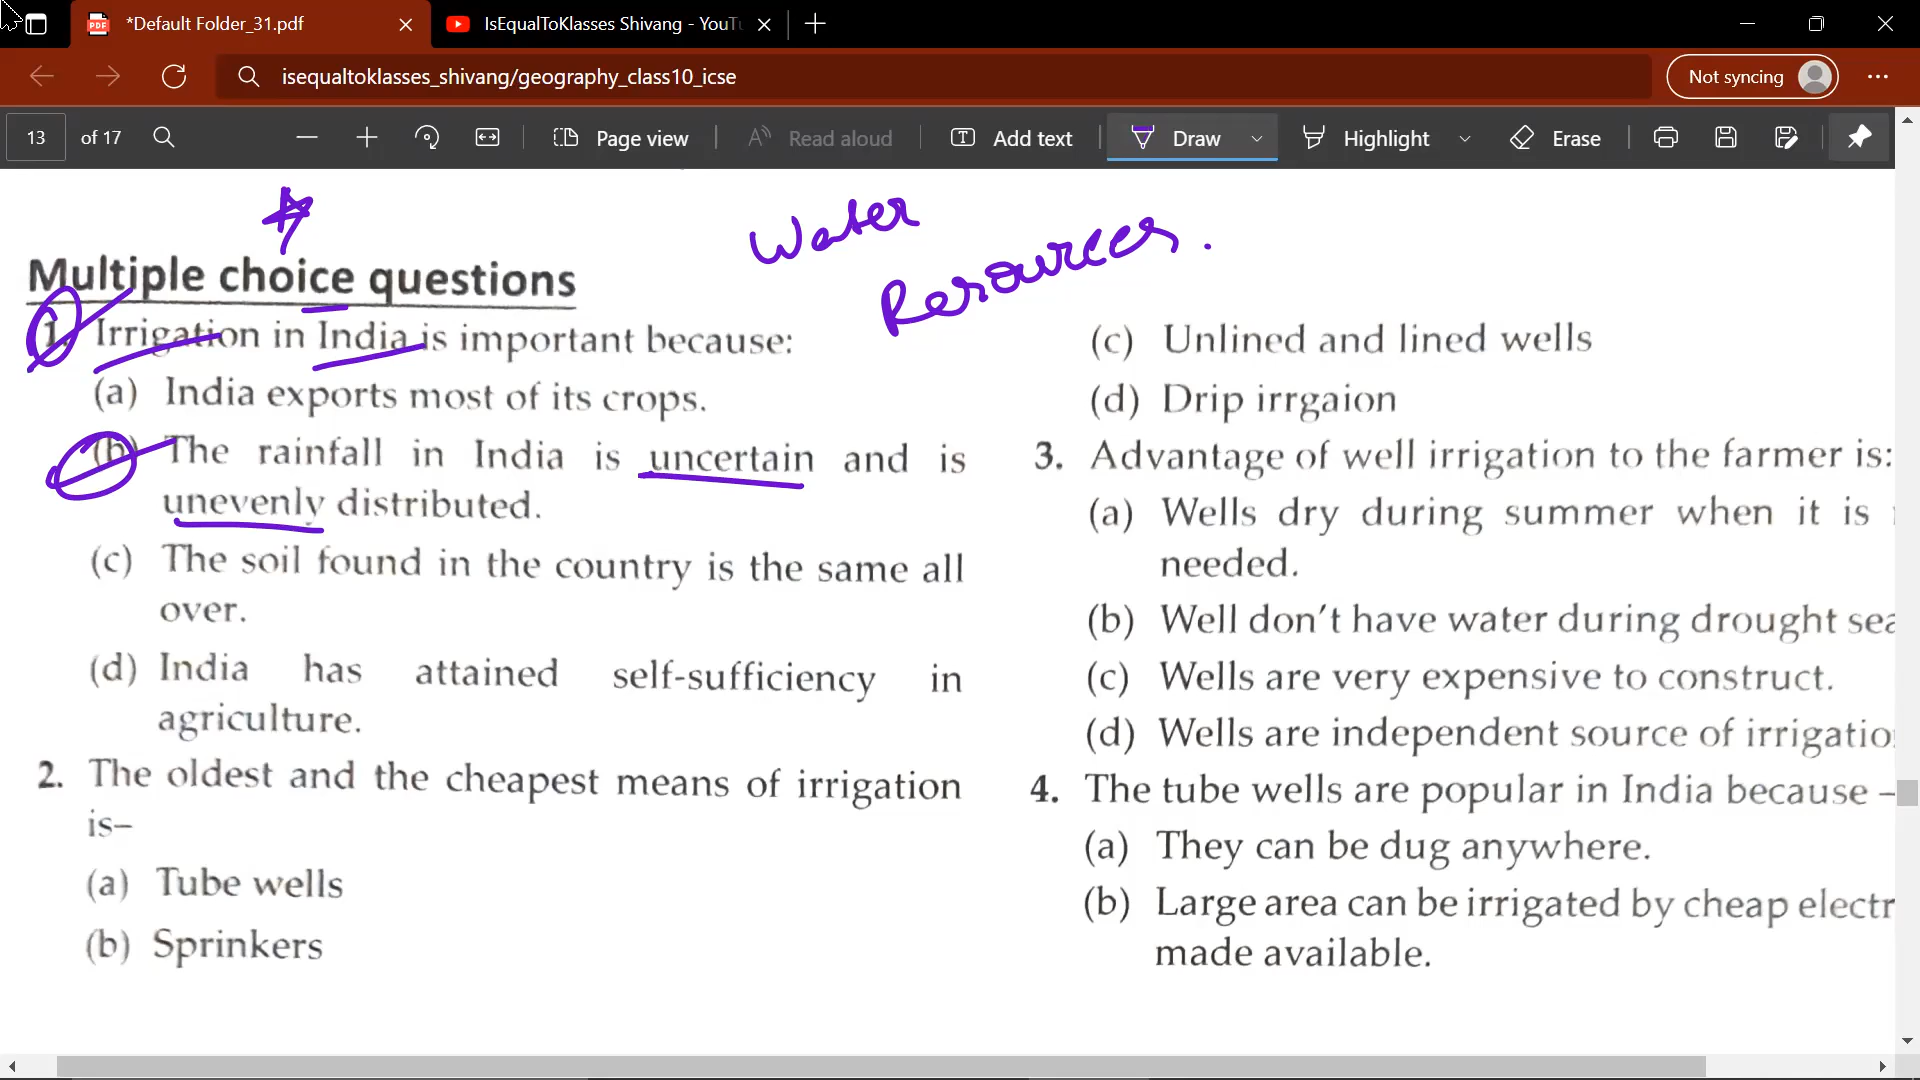 *Default Folder_31.pdf
IsEqualToKlasses Shivang - YouTu
isequaltoklasses_shivang/geography_class10_icse
Not syncing
13 of 17
Page view
Read aloud
Add text
Draw
Highlight
Erase
Water
Resources.
Multiple choice questions
1. Irrigation in India is important because:
(a) India exports most of its crops.
(b) The rainfall in India is uncertain and is
unevenly distributed.
(c) The soil found in the country is the same all
over.
(d) India has attained self-sufficiency in
agriculture.
2. The oldest and the cheapest means of irrigation
is–
(a) Tube wells
(b) Sprinkers
(c) Unlined and lined wells
(d) Drip irrgaion
3. Advantage of well irrigation to the farmer is:
(a) Wells dry during summer when it is
needed.
(b) Well don't have water during drought sea
(c) Wells are very expensive to construct.
(d) Wells are independent source of irrigatio
4. The tube wells are popular in India because –
(a) They can be dug anywhere.
(b) Large area can be irrigated by cheap electr
made available.